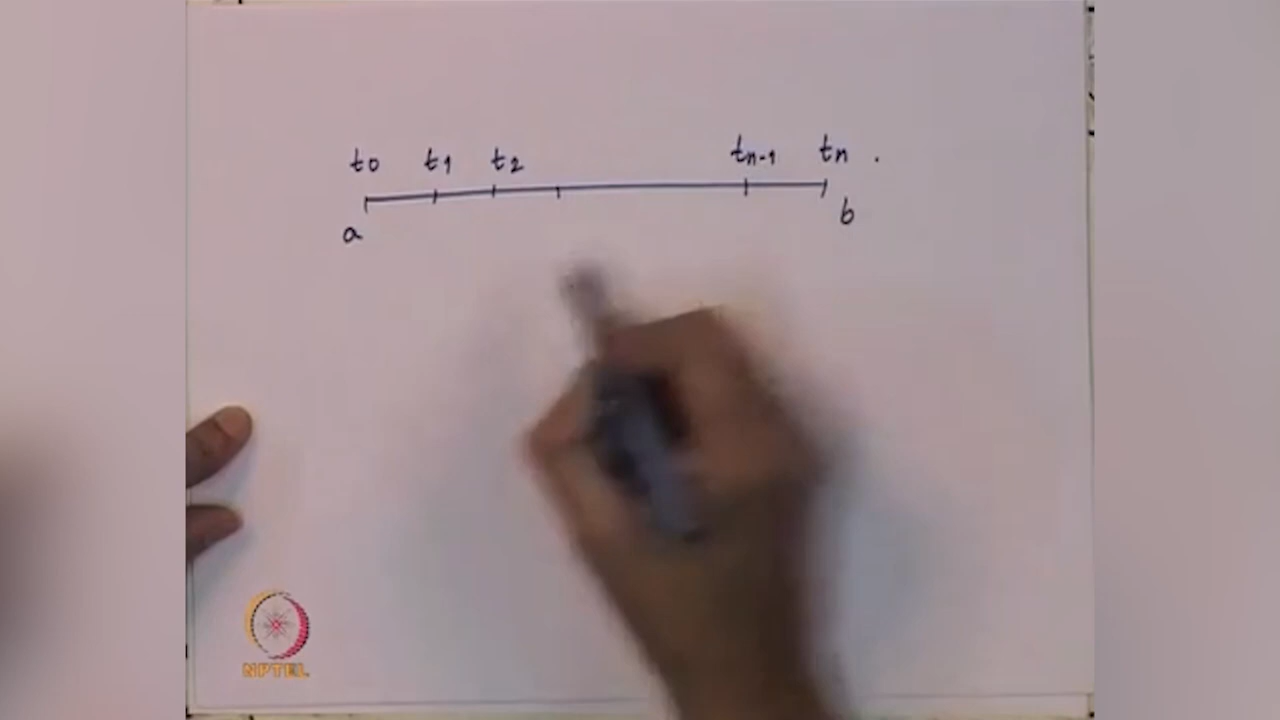 t₀ t₁ t₂ tₙ₋₁ tₙ .
a b
NPTEL